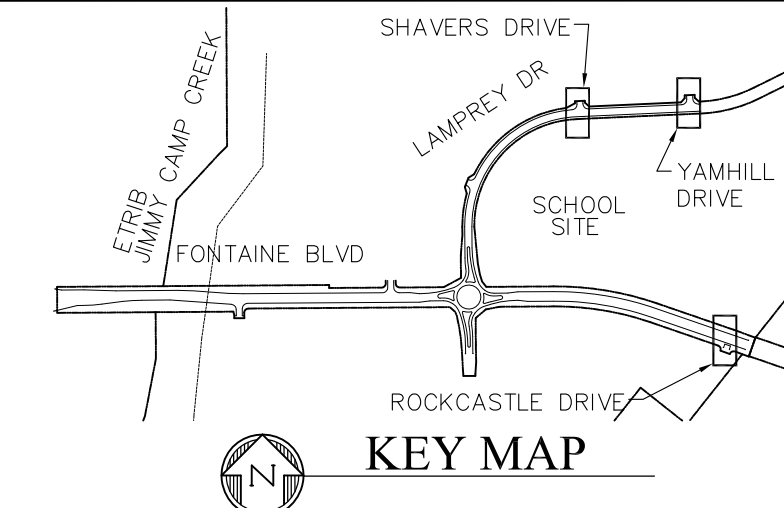 SHAVERS DRIVE
LAMPREY DR
ETRIB
JIMMY CAMP CREEK
YAMHILL
DRIVE
SCHOOL
SITE
FONTAINE BLVD
ROCKCASTLE DRIVE
KEY MAP
N